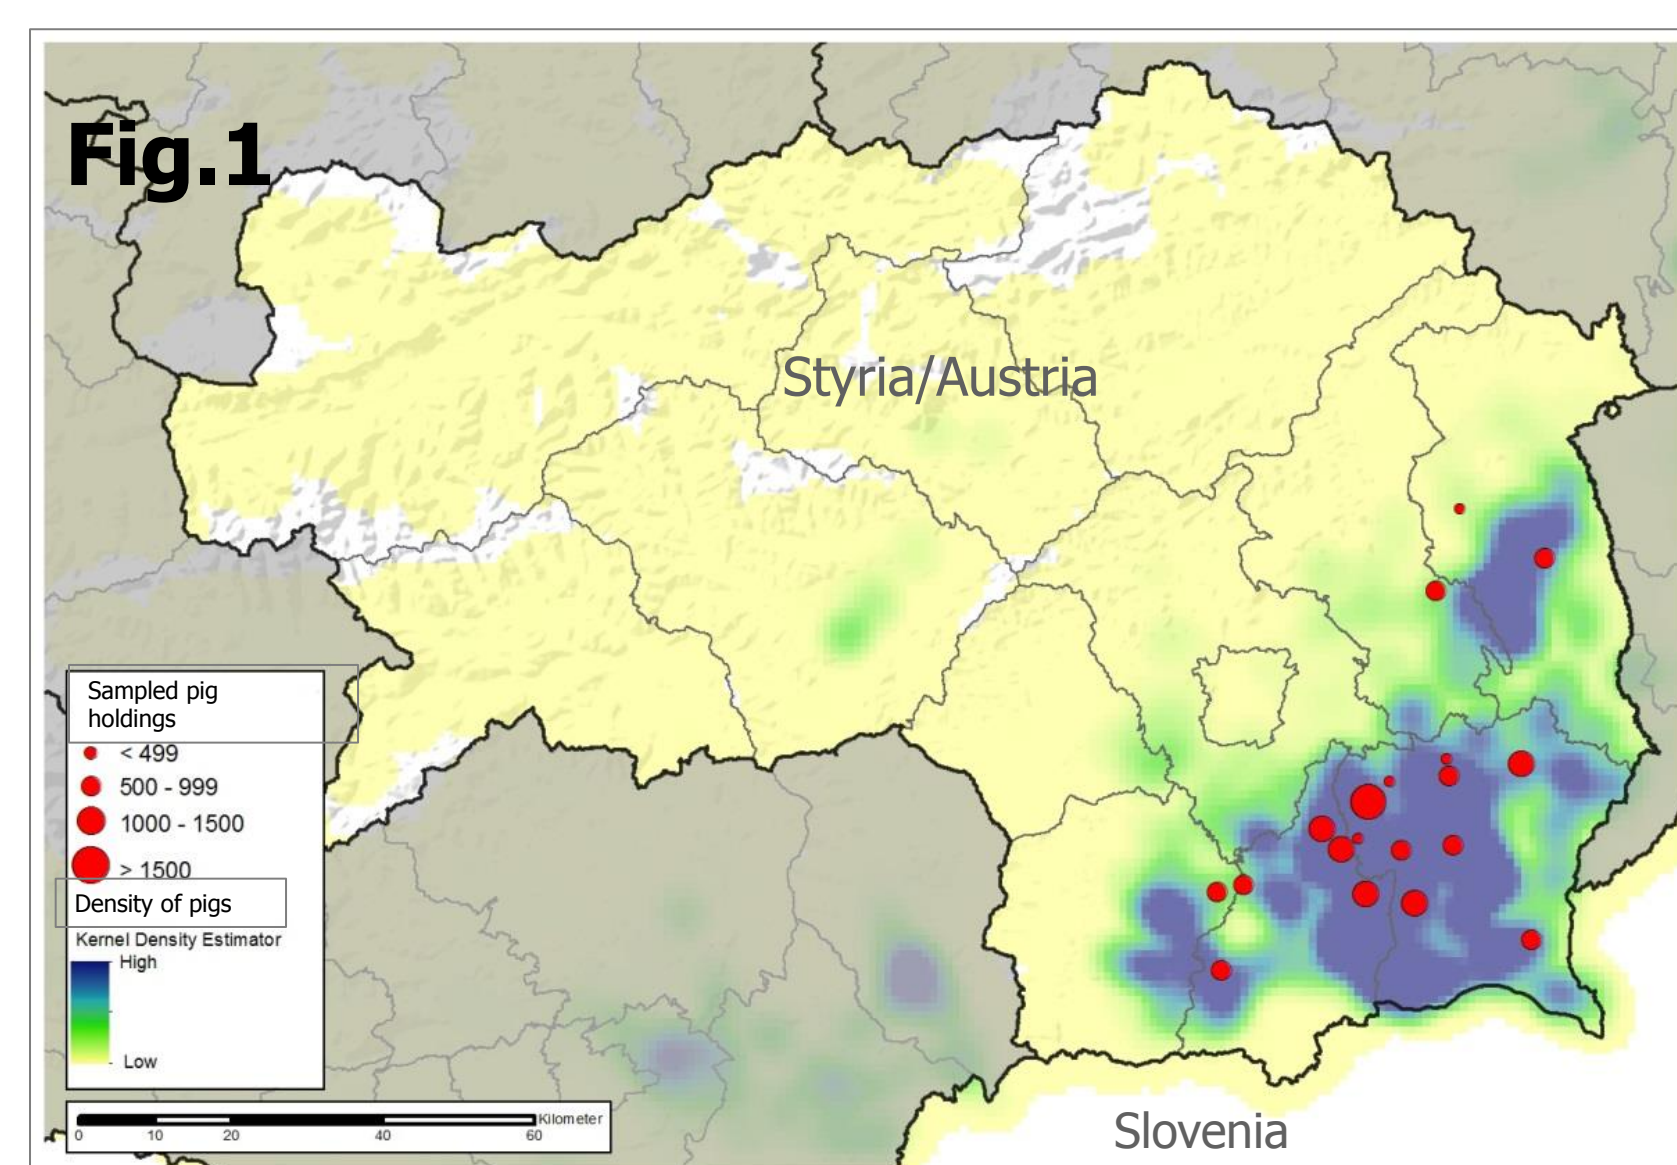 Fig.1
Styria/Austria
Sampled pig
holdings
< 499
500 - 999
1000 - 1500
> 1500
Density of pigs
Kernel Density Estimator
High
Low
Kilometer
0 10 20 40 60
Slovenia